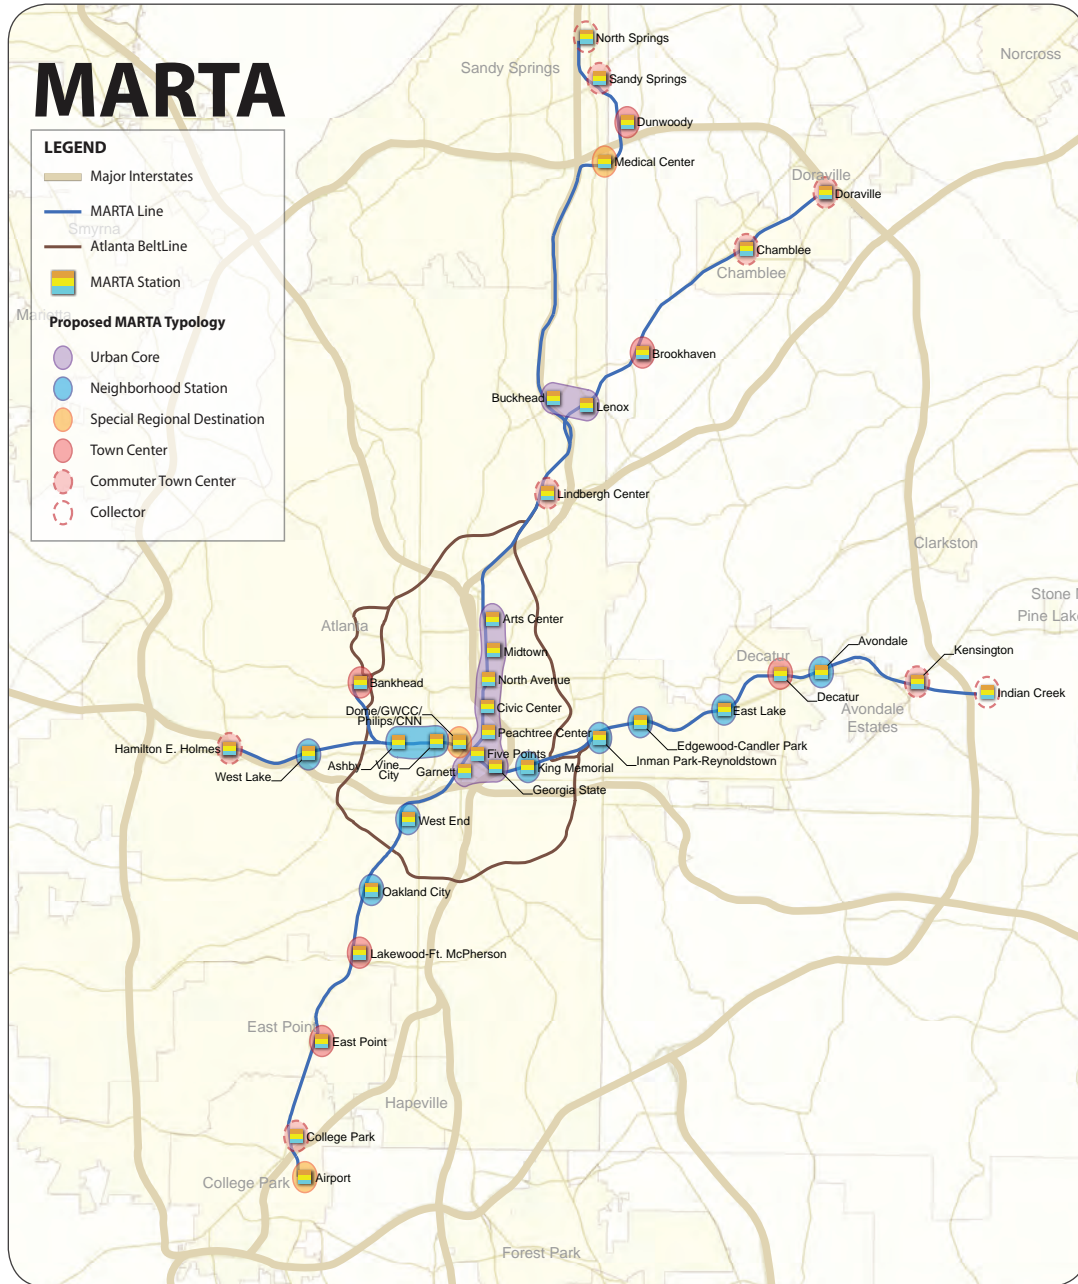 MARTA
LEGEND
Major Interstates
MARTA Line
Smyrna
Atlanta BeltLine
MARTA Station
Marietta
Proposed MARTA Typology
Urban Core
Neighborhood Station
Special Regional Destination
Town Center
Commuter Town Center
Collector
North Springs
Sandy Springs
Norcross
Sandy Springs
Dunwoody
Medical Center
Doraville
Doraville
Chamblee
Chamblee
Brookhaven
Buckhead
Lenox
Lindbergh Center
Clarkston
Stone
Pine Lake
Atlanta
Arts Center
Midtown
North Avenue
Civic Center
Peachtree Center
Five Points
Garnett
Georgia State
King Memorial
Bankhead
Dome/GWCC/
Philips/CNN
Hamilton E. Holmes
West Lake
Ashby
Vine
City
Inman Park-Reynoldstown
Edgewood-Candler Park
East Lake
Decatur
Decatur
Avondale
Avondale
Estates
Kensington
Indian Creek
West End
Oakland City
Lakewood-Ft. McPherson
East Point
East Point
Hapeville
College Park
College Park
Airport
Forest Park